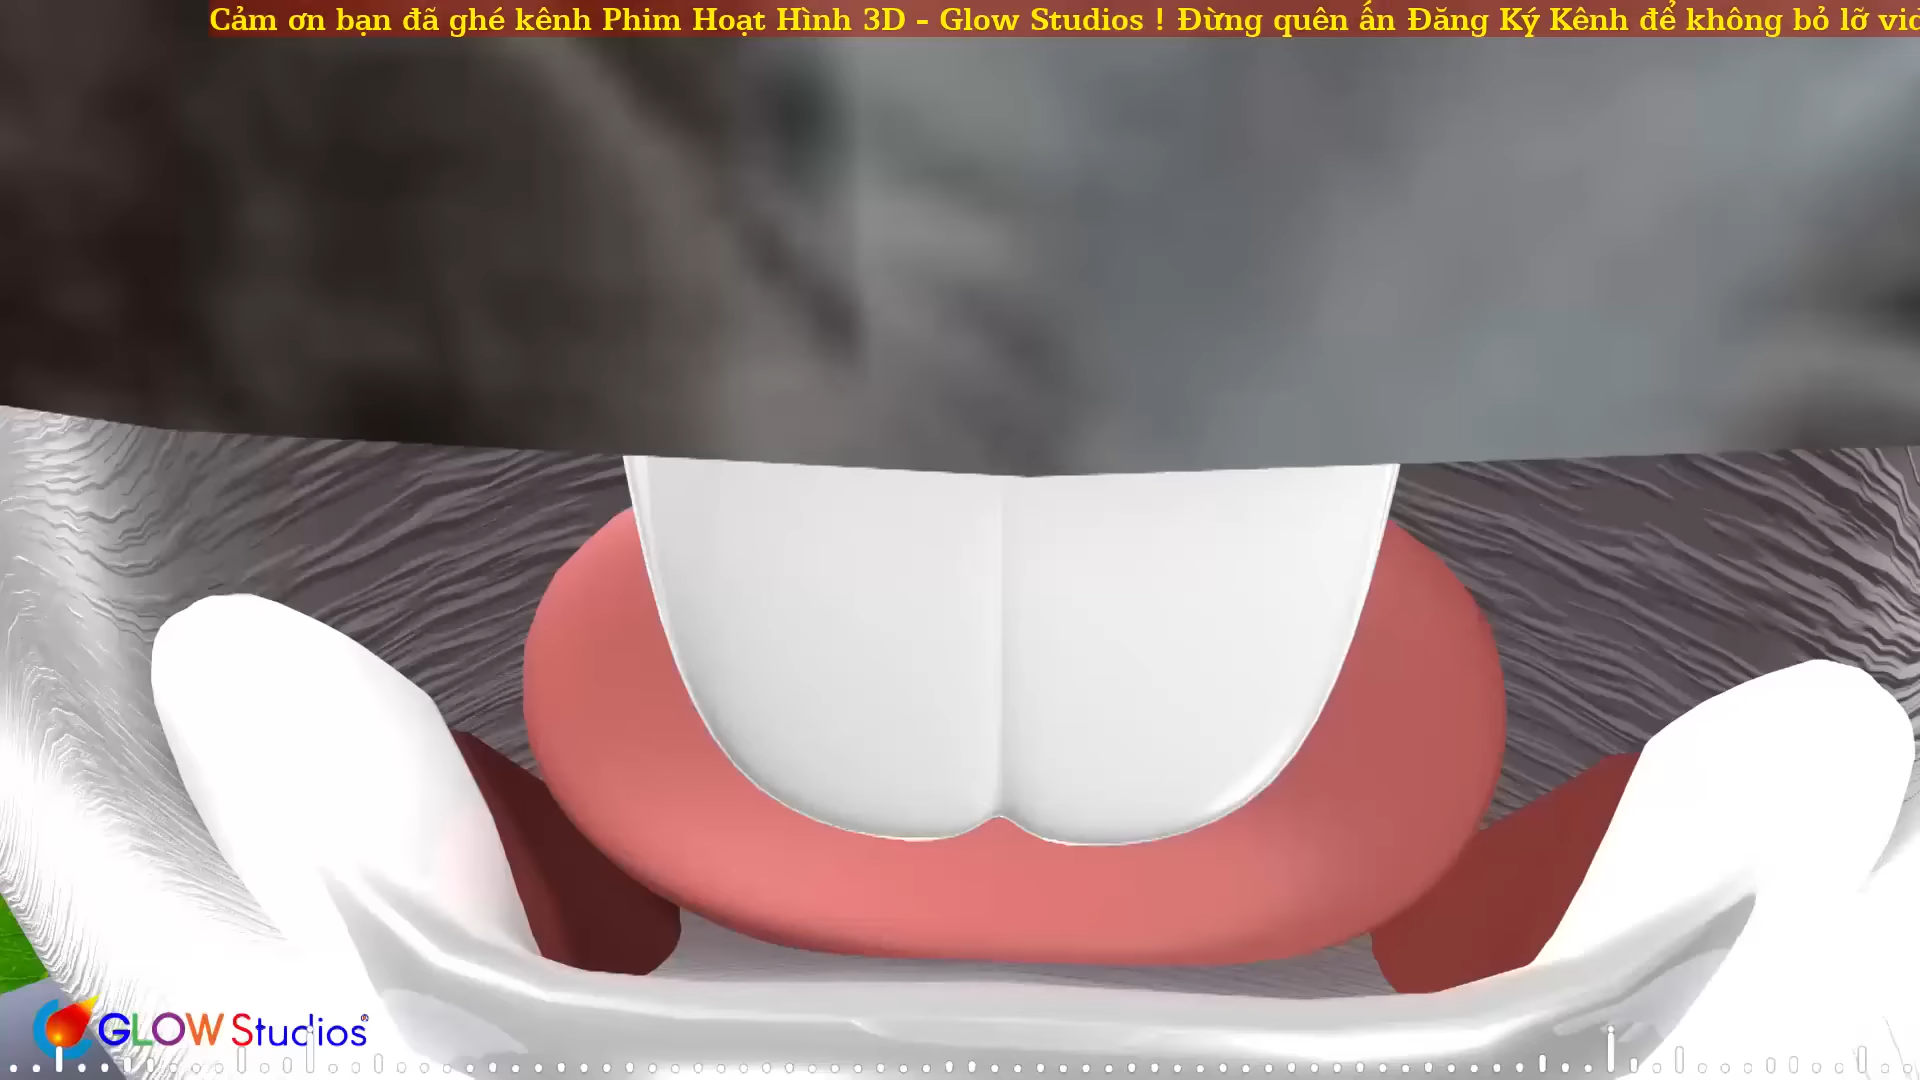 Cảm ơn bạn đã ghé kênh Phim Hoạt Hình 3D - Glow Studios ! Đừng quên ấn Đăng Ký Kênh để không bỏ lỡ
GLOW Studios®